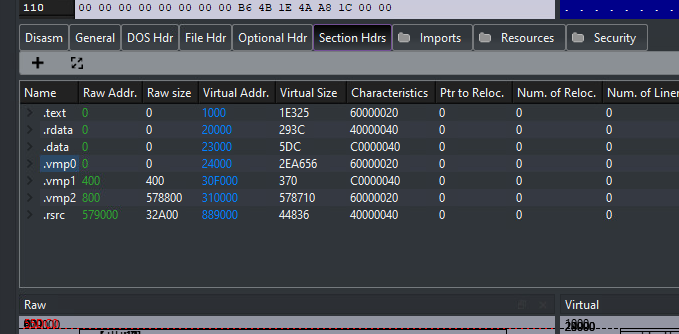 110 00 00 00 00 00 00 00 00 B6 4B 1E 4A A8 1C 00 00 . . . . . . .
Disasm General DOS Hdr File Hdr Optional Hdr Section Hdrs Imports Resources Security
Name Raw Addr. Raw size Virtual Addr. Virtual Size Characteristics Ptr to Reloc. Num. of Reloc. Num. of Liner
.text 0 0 1000 1E325 60000020 0 0 0
.rdata 0 0 20000 293C 40000040 0 0 0
.data 0 0 23000 5DC C0000040 0 0 0
.vmp0 0 0 24000 2EA656 60000020 0 0 0
.vmp1 400 400 30F000 370 C0000040 0 0 0
.vmp2 800 578800 310000 578710 60000020 0 0 0
.rsrc 579000 32A00 889000 44836 40000040 0 0 0
Raw Virtual